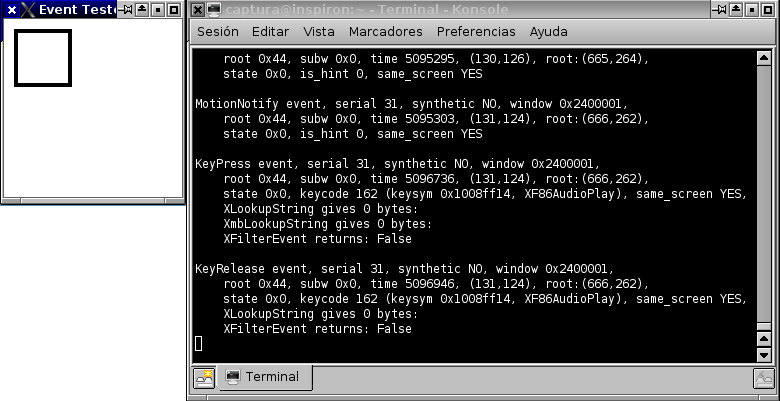 Event Teste
captura@inspiron:~ - Terminal - Konsole
Sesión Editar Vista Marcadores Preferencias Ayuda
root 0x44, subw 0x0, time 5095295, (130,126), root:(665,264),
state 0x0, is_hint 0, same_screen YES
MotionNotify event, serial 31, synthetic NO, window 0x2400001,
root 0x44, subw 0x0, time 5095303, (131,124), root:(666,262),
state 0x0, is_hint 0, same_screen YES
KeyPress event, serial 31, synthetic NO, window 0x2400001,
root 0x44, subw 0x0, time 5096736, (131,124), root:(666,262),
state 0x0, keycode 162 (keysym 0x1008ff14, XF86AudioPlay), same_screen YES,
XLookupString gives 0 bytes:
XmbLookupString gives 0 bytes:
XFilterEvent returns: False
KeyRelease event, serial 31, synthetic NO, window 0x2400001,
root 0x44, subw 0x0, time 5096946, (131,124), root:(666,262),
state 0x0, keycode 162 (keysym 0x1008ff14, XF86AudioPlay), same_screen YES,
XLookupString gives 0 bytes:
XFilterEvent returns: False
Terminal